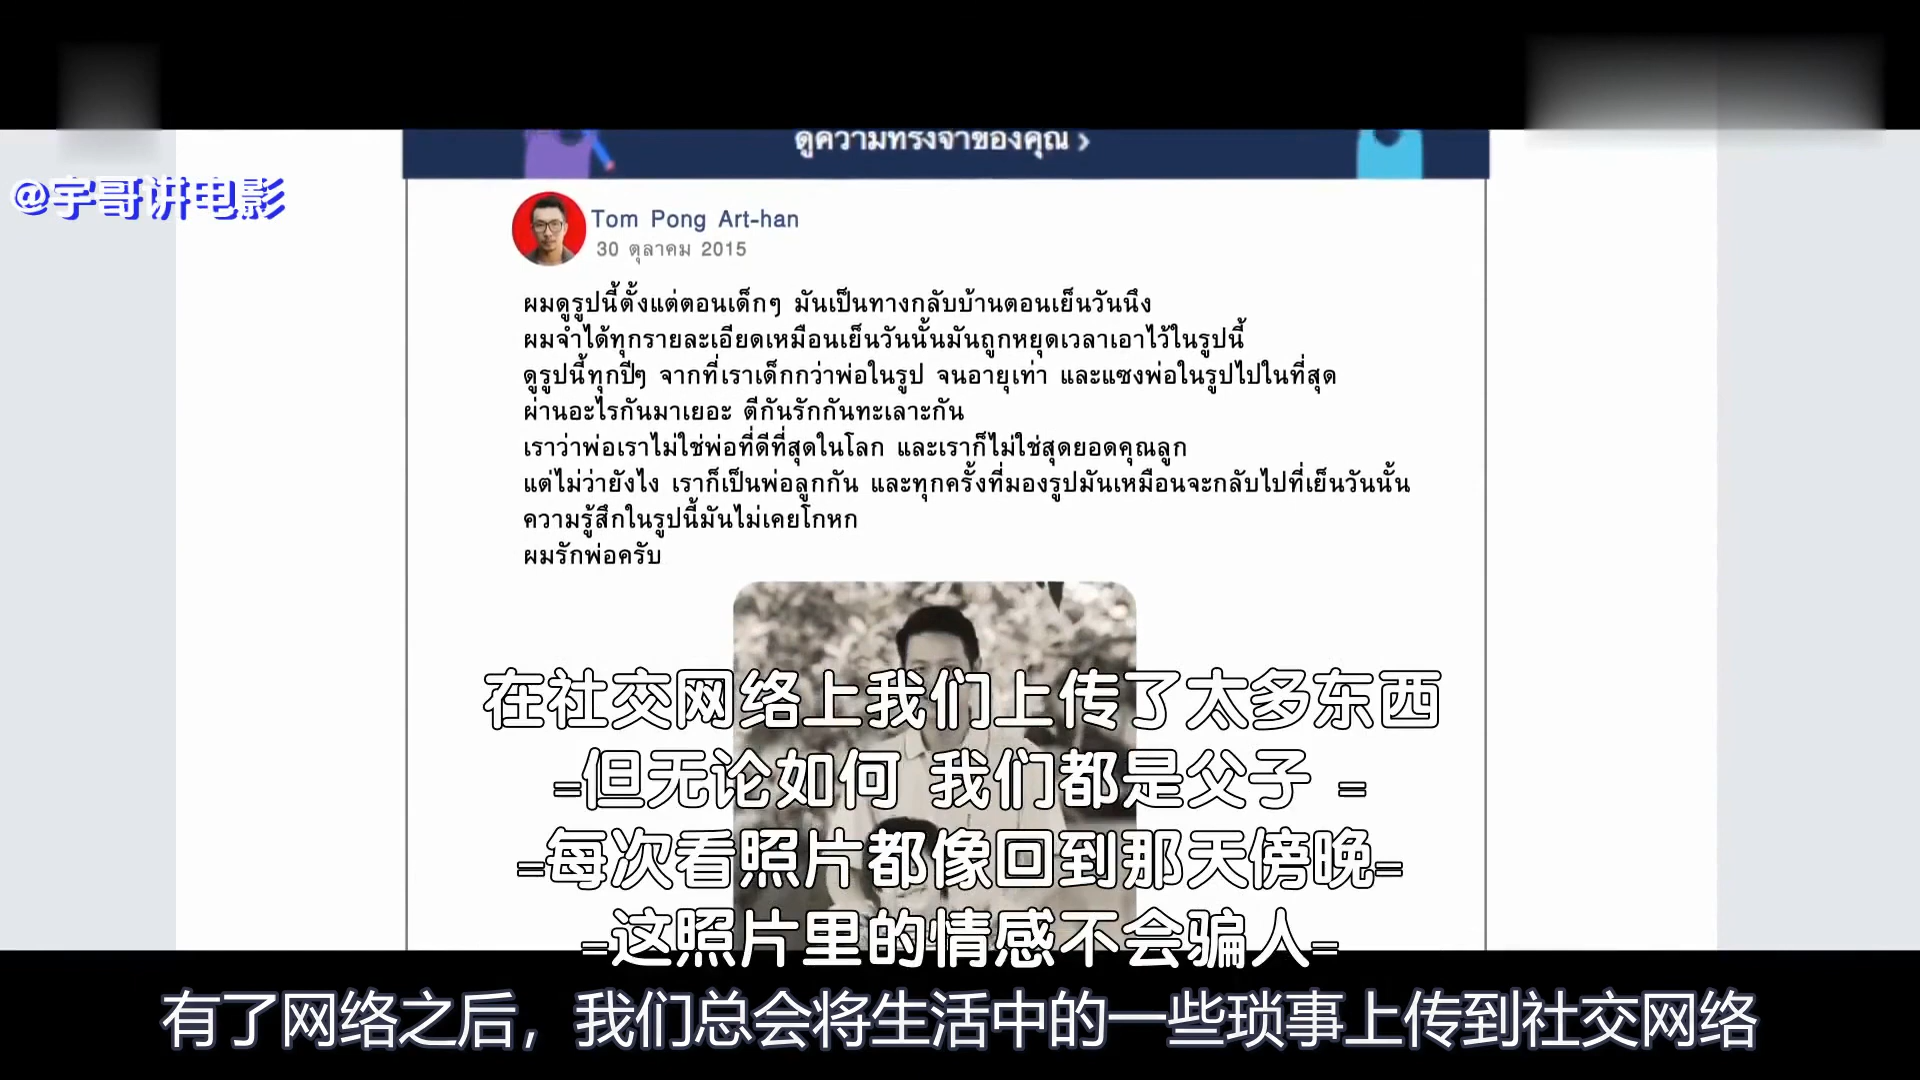 ดูความทรงจำของคุณ >
@宇哥讲电影
Tom Pong Art-han
30 ตุลาคม 2015
ผมดูรูปนี้ตั้งแต่ตอนเด็กๆ มันเป็นทางกลับบ้านตอนเย็นวันนึง
ผมจำได้ทุกรายละเอียดเหมือนเย็นวันนั้นมันถูกหยุดเวลาเอาไว้ในรูปนี้
ดูรูปนี้ทุกปีๆ จากที่เราเด็กกว่าพ่อในรูป จนอายุเท่า และแซงพ่อในรูปไปในที่สุด
ผ่านอะไรกันมาเยอะ ตีกันรักกันทะเลาะกัน
เราว่าพ่อเราไม่ใช่พ่อที่ดีที่สุดในโลก และเราก็ไม่ใช่สุดยอดคุณลูก
แต่ไม่ว่ายังไง เราก็เป็นพ่อลูกกัน และทุกครั้งที่มองรูปมันเหมือนจะกลับไปที่เย็นวันนั้น
ความรู้สึกในรูปนี้มันไม่เคยโกหก
ผมรักพ่อครับ
在社交网络上我们上传了太多东西
=但无论如何 我们都是父子 =
=每次看照片都像回到那天傍晚=
=这照片里的情感不会骗人=
有了网络之后，我们总会将生活中的一些琐事上传到社交网络